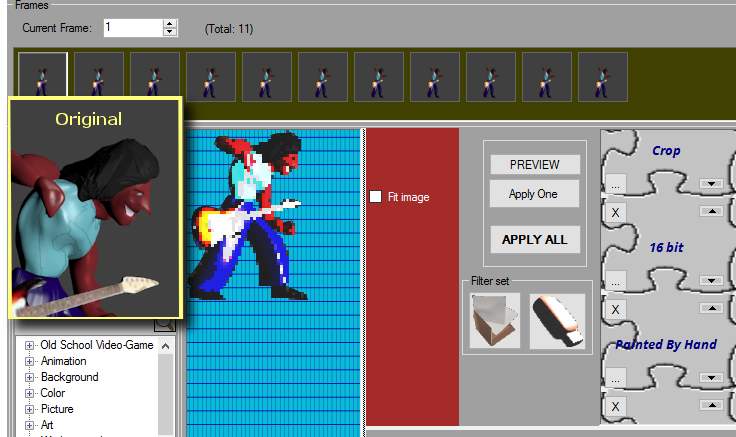 Frames
Current Frame: 1 (Total: 11)
Original
Fit image
PREVIEW
Apply One
APPLY ALL
Filter set
Crop
...
X
16 bit
...
X
Painted By Hand
...
X
Old School Video-Game
Animation
Background
Color
Picture
Art